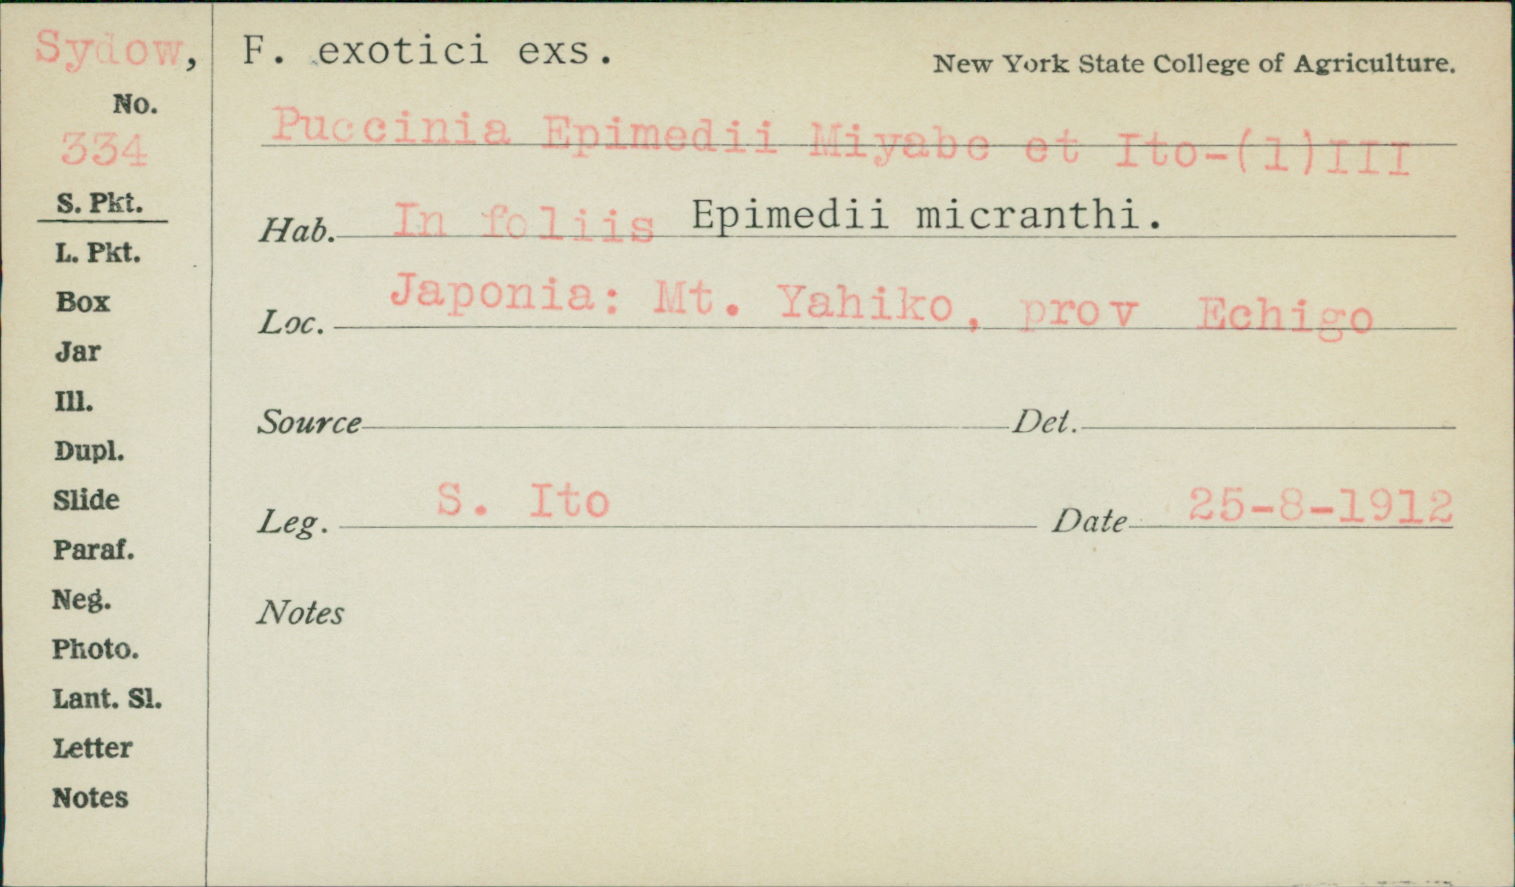 Sydow, F. exotici exs.
New York State College of Agriculture.
No.
334
Puccinia Epimedii Miyabe et Ito-(1)III
S. Pkt.
Hab. In foliis Epimedii micranthi.
L. Pkt.
Box
Loc. Japonia: Mt. Yahiko, prov Echigo
Jar
Ill.
Source Det.
Dupl.
Slide
Leg. S. Ito Date 25-8-1912
Paraf.
Neg.
Notes
Photo.
Lant. Sl.
Letter
Notes